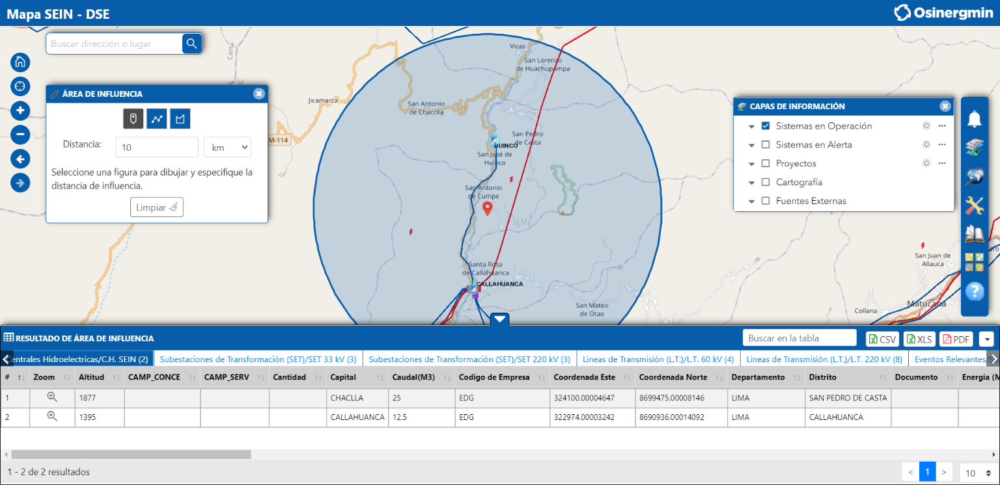 Mapa SEIN - DSE
Osinergmin
Buscar dirección o lugar
ÁREA DE INFLUENCIA
Distancia:
10
km
Seleccione una figura para dibujar y especifique la
distancia de influencia.
Limpiar
Canta
Jicamarca
M-114
Vicas
San Lorenzo
de Huachupampa
San Antonio
de Chaclla
San Pedro
de Casta
HUINCO
San José de
Huinco
San Antonio
de Cumpe
Santa Rosa
de Callahuanca
CALLAHUANCA
San Mateo
de Otao
San Juan de
Allauca
Matucana
Collana
CAPAS DE INFORMACIÓN
Sistemas en Operación
Sistemas en Alerta
Proyectos
Cartografía
Fuentes Externas
?
RESULTADO DE ÁREA DE INFLUENCIA
Buscar en la tabla
CSV
XLS
PDF
entrales Hidroelectricas/C.H. SEIN (2)
Substaciones de Transformación (SET)/SET 33 kV (3)
Substaciones de Transformación (SET)/SET 220 kV (3)
Lineas de Transmisión (L.T.)/L.T. 60 kV (4)
Lineas de Transmisión (L.T.)/L.T. 220 kV (8)
Eventos Relevantes/Su
# Zoom Altitud CAMP_CONCE CAMP_SERV Cantidad Capital Caudal(M3) Codigo de Empresa Coordenada Este Coordenada Norte Departamento Distrito Documento Energia (M
1 1877 CHACLLA 25 EDG 324100.00004647 8699475.00008146 LIMA SAN PEDRO DE CASTA
2 1395 CALLAHUANCA 12.5 EDG 322974.00003242 8690936.00014092 LIMA CALLAHUANCA
1 - 2 de 2 resultados
< 1 >
10